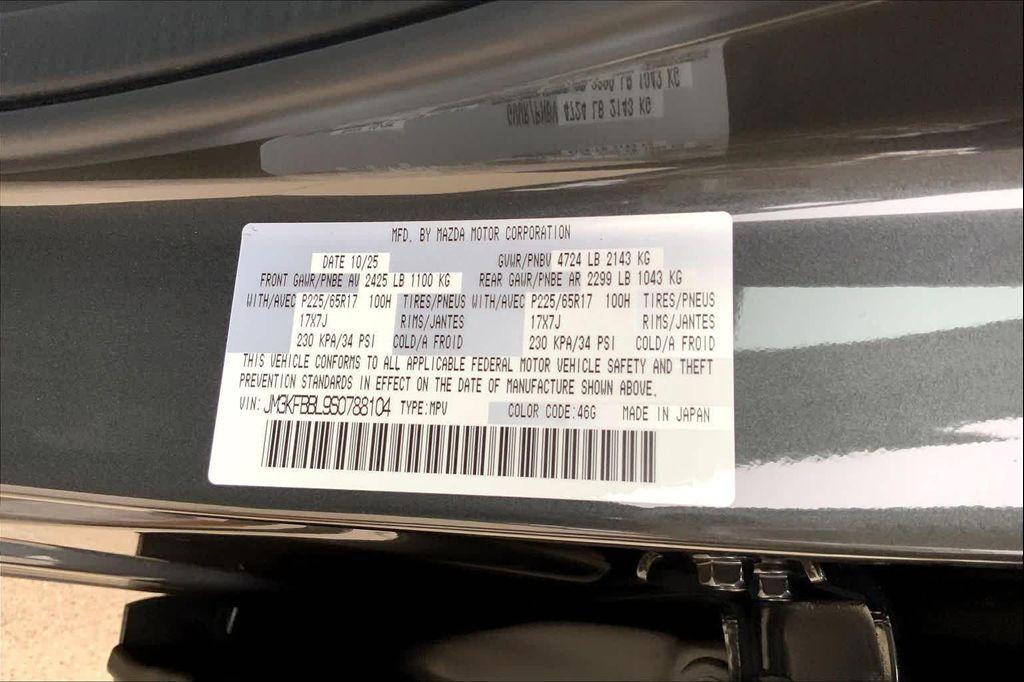 MFD. BY MAZDA MOTOR CORPORATION
DATE 10/25 GVWR/PNBV 4724 LB 2143 KG
FRONT GAWR/PNBE AV 2425 LB 1100 KG REAR GAWR/PNBE AR 2299 LB 1043 KG
WITH/AVEC P225/65R17 100H TIRES/PNEUS WITH/AVEC P225/65R17 100H TIRES/PNEUS
17X7J RIMS/JANTES 17X7J RIMS/JANTES
230 KPA/34 PSI COLD/A FROID 230 KPA/34 PSI COLD/A FROID
THIS VEHICLE CONFORMS TO ALL APPLICABLE FEDERAL MOTOR VEHICLE SAFETY AND THEFT
PREVENTION STANDARDS IN EFFECT ON THE DATE OF MANUFACTURE SHOWN ABOVE.
VIN: JM3KFBBL9S0788104 TYPE:MPV COLOR CODE:46G MADE IN JAPAN